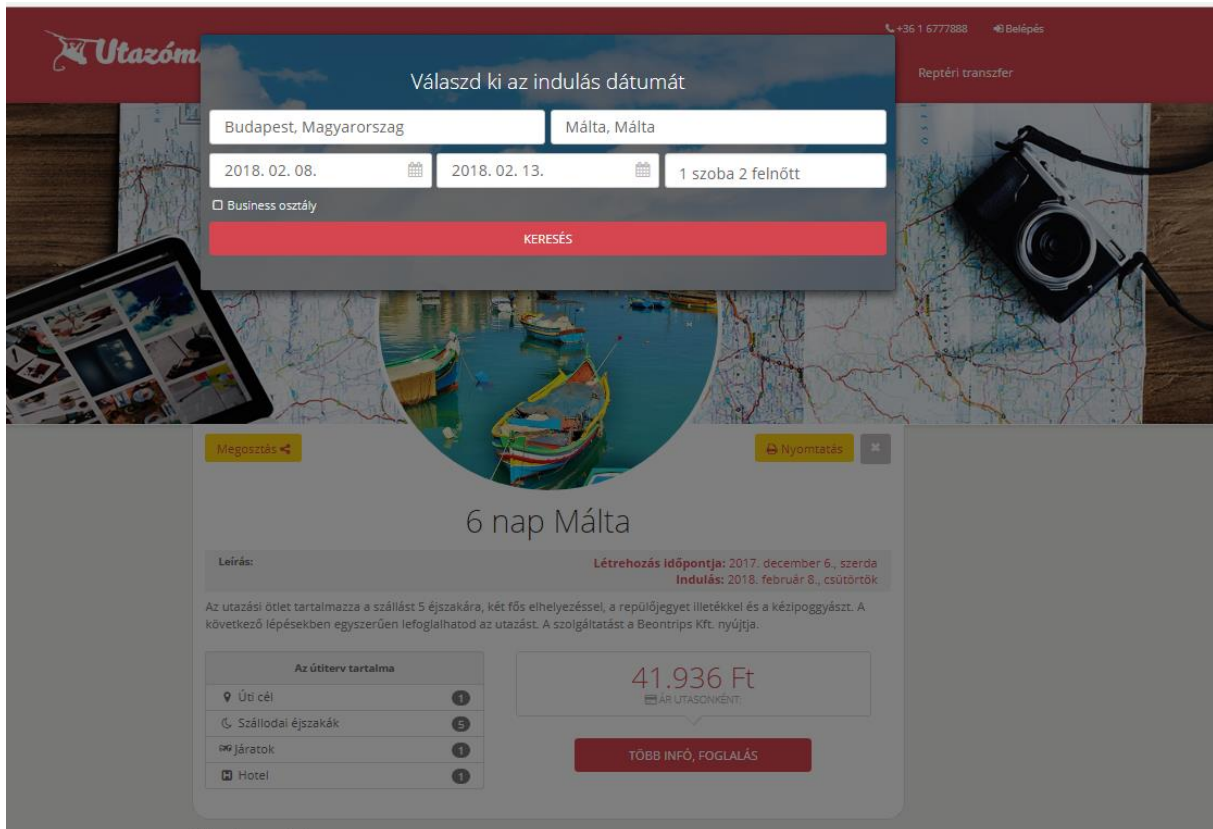 +36 1 6777888 Belépés
Reptéri transzfer
Válaszd ki az indulás dátumát
Budapest, Magyarorszag Málta, Málta
2018. 02. 08. 2018. 02. 13. 1 szoba 2 felnőtt
Business osztály
KERESÉS
Megosztás Nyomtatás
6 nap Málta
Leírás: Létrehozás időpontja: 2017. december 6., szerda
Indulás: 2018. február 8., csütörtök
Az utazási ötlet tartalmazza a szállást 5 éjszakára, két fős elhelyezéssel, a repülőjegyet illetékkel és a kézipoggyászt. A
következő lépésekben egyszerűen lefoglalhatod az utazást. A szolgáltatást a Beontrips Kft. nyújtja.
Az útiterv tartalma
Úti cél 1
Szállodai éjszakák 5
Járatok 1
Hotel 1
41.936 Ft
ÁR UTASONKÉNT:
TÖBB INFÓ, FOGLALÁS